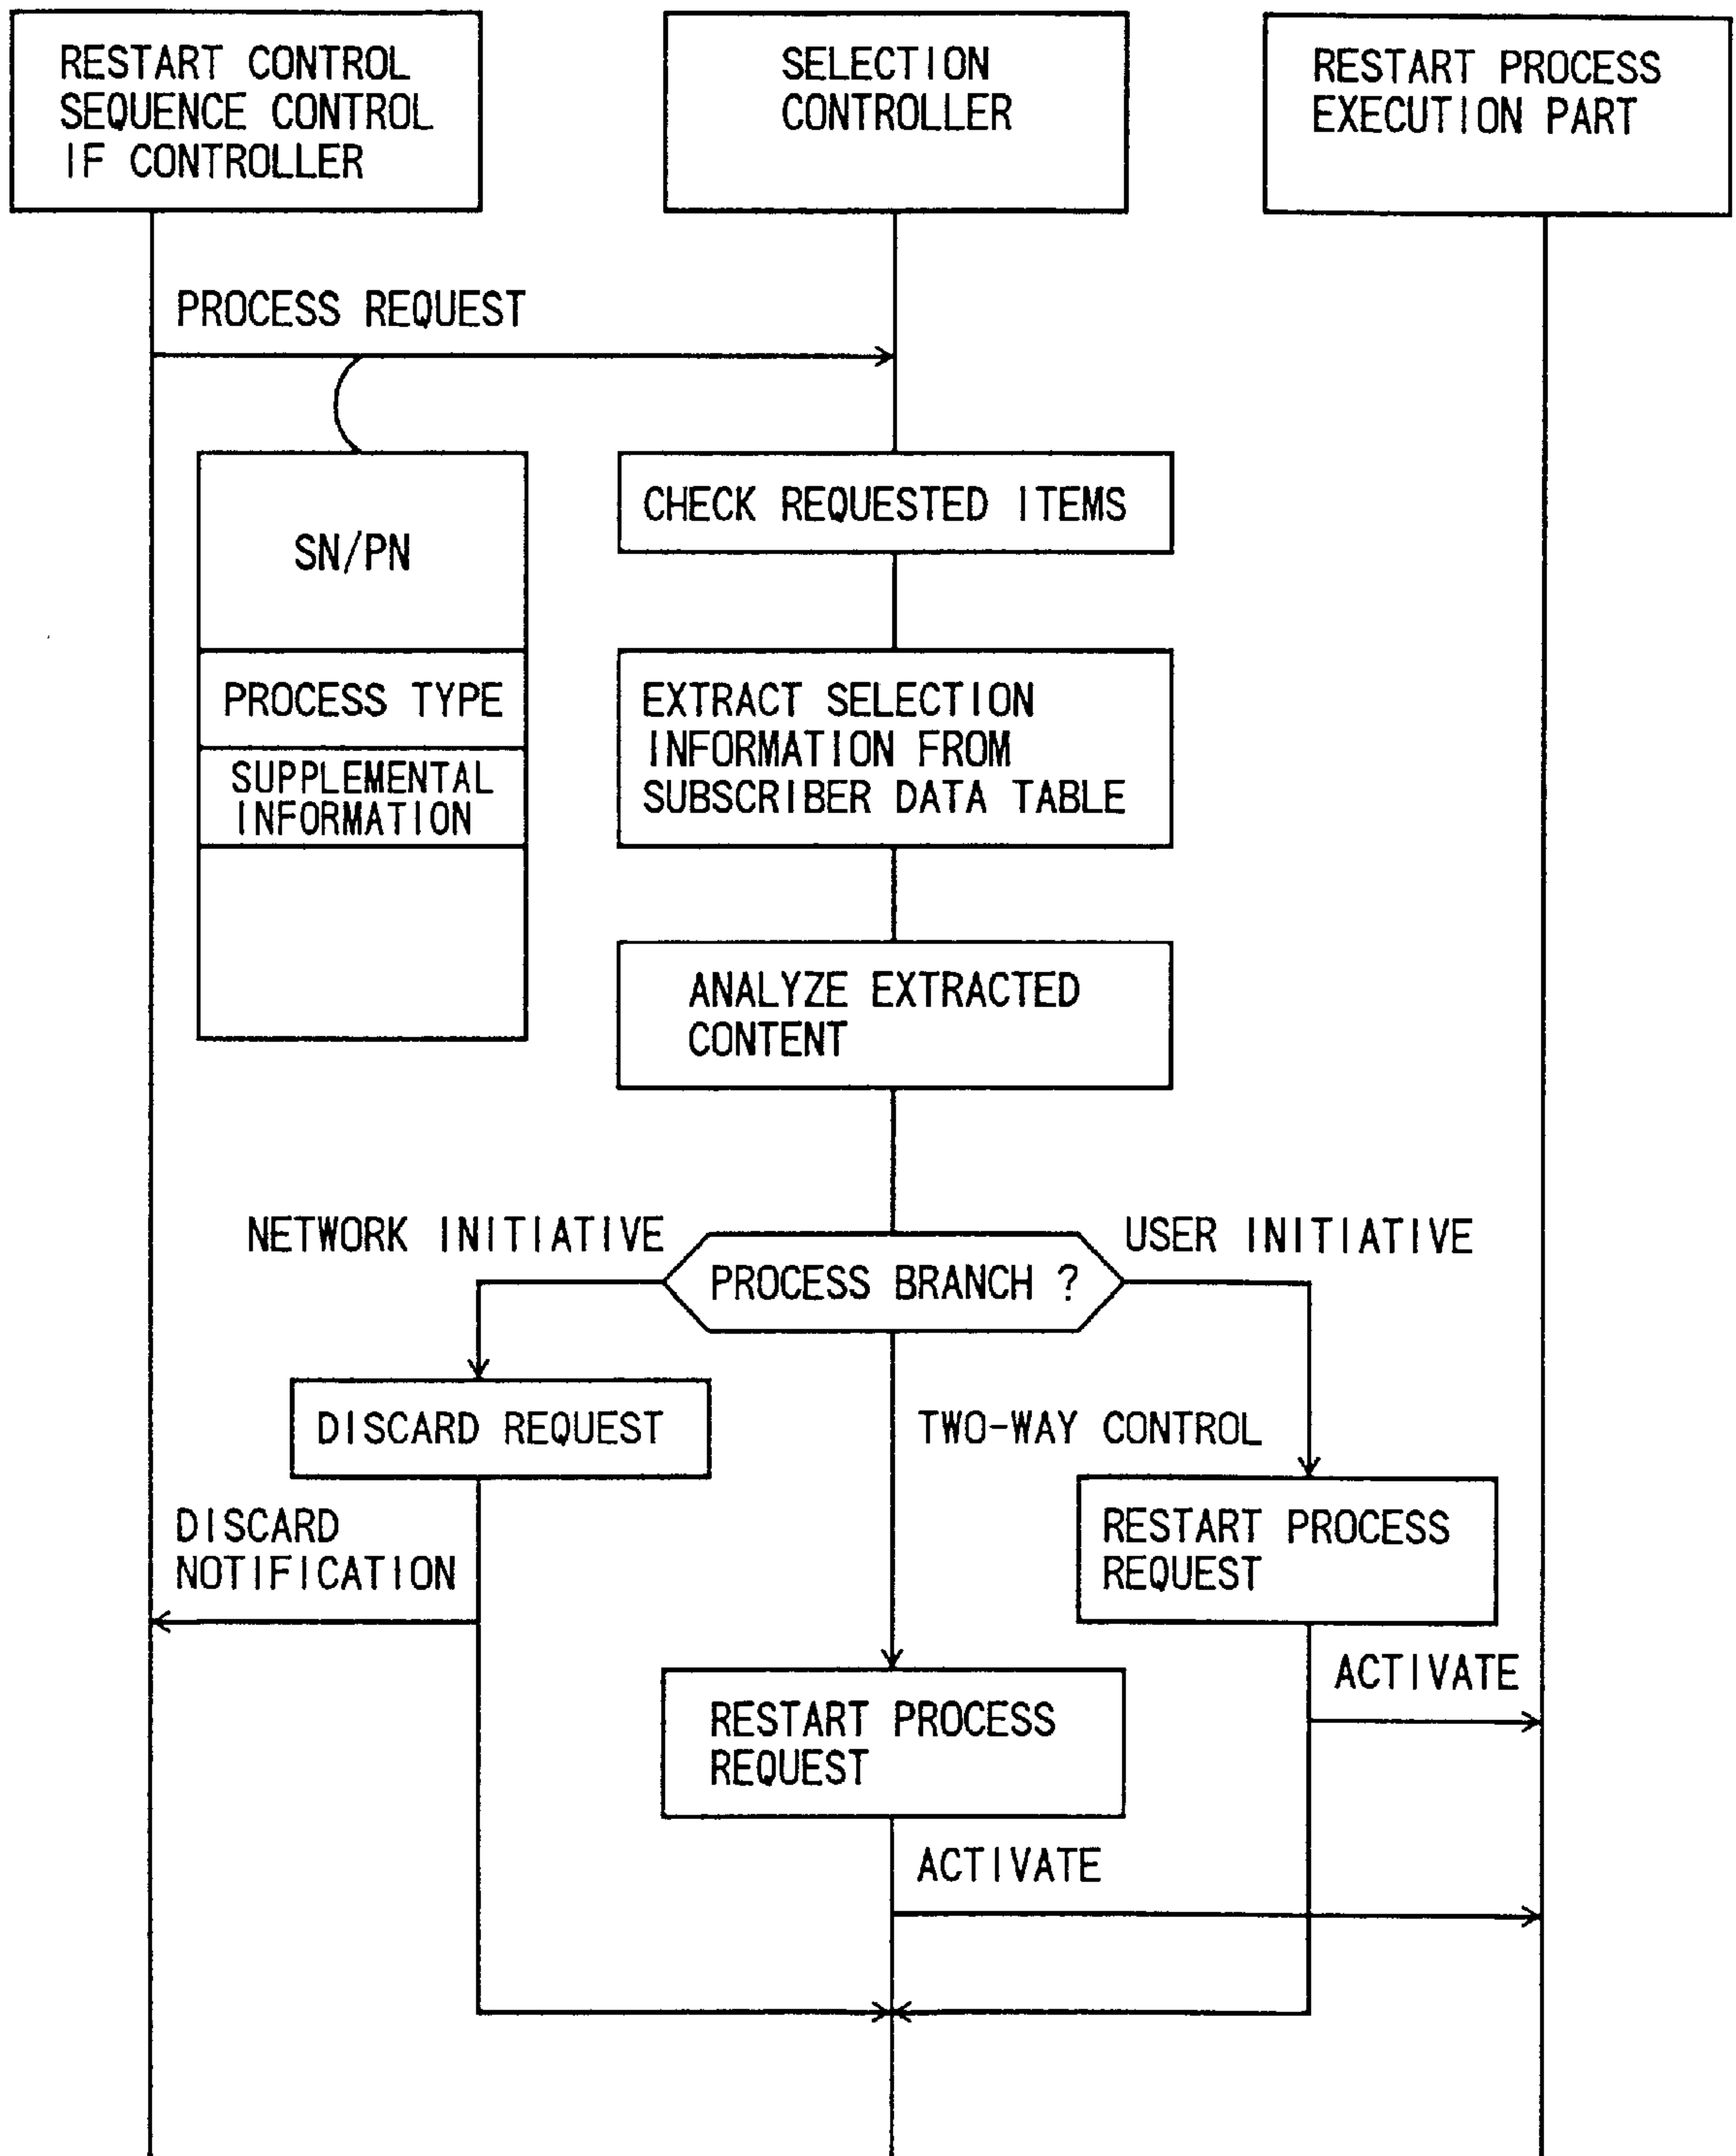 RESTART CONTROL
SEQUENCE CONTROL
IF CONTROLLER
SELECTION
CONTROLLER
RESTART PROCESS
EXECUTION PART
PROCESS REQUEST
SN/PN
PROCESS TYPE
SUPPLEMENTAL
INFORMATION
CHECK REQUESTED ITEMS
EXTRACT SELECTION
INFORMATION FROM
SUBSCRIBER DATA TABLE
ANALYZE EXTRACTED
CONTENT
NETWORK INITIATIVE
PROCESS BRANCH ?
USER INITIATIVE
DISCARD REQUEST
TWO-WAY CONTROL
RESTART PROCESS
REQUEST
DISCARD
NOTIFICATION
ACTIVATE
RESTART PROCESS
REQUEST
ACTIVATE